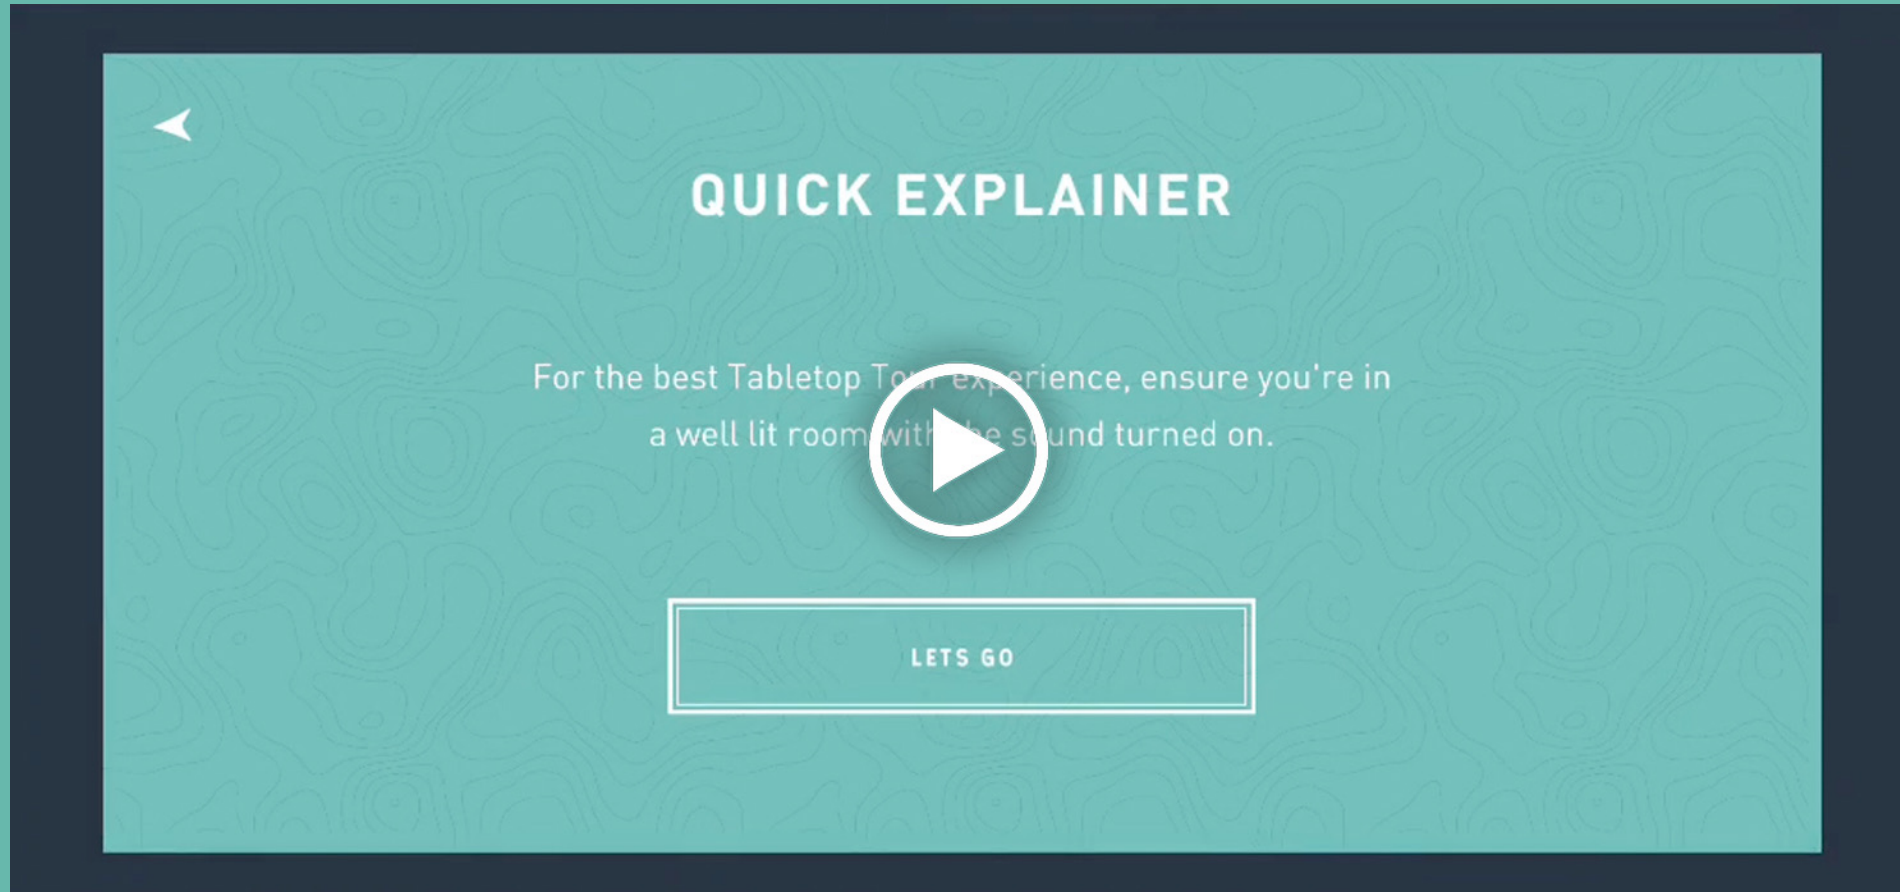 QUICK EXPLAINER
For the best Tabletop Tour experience, ensure you're in
a well lit room with the sound turned on.
LETS GO